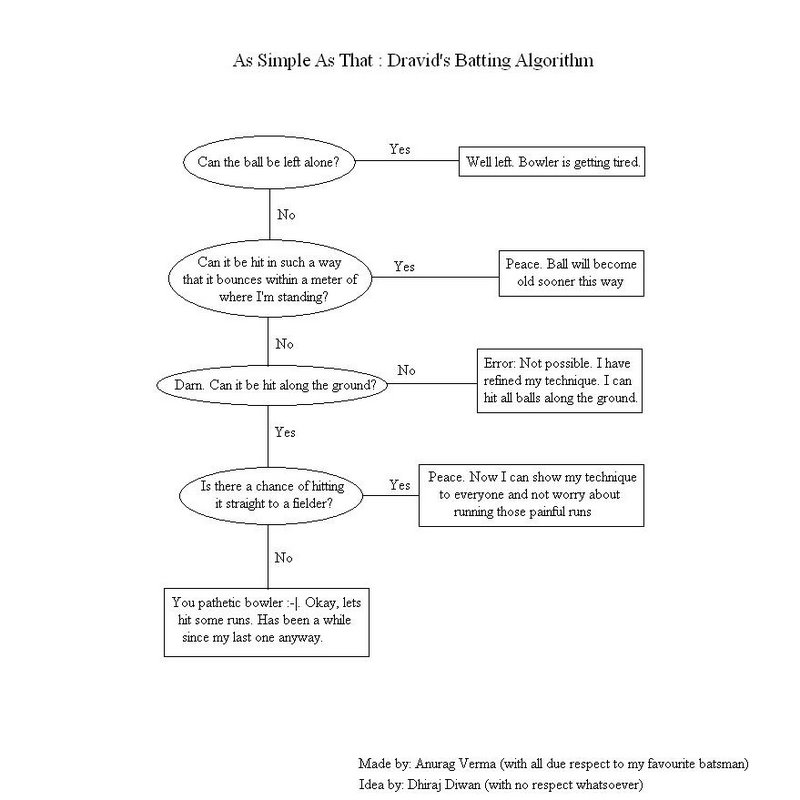 As Simple As That : Dravid's Batting Algorithm
Can the ball be left alone?
Yes
Well left. Bowler is getting tired.
No
Can it be hit in such a way
that it bounces within a meter of
where I'm standing?
Yes
Peace. Ball will become
old sooner this way
No
Darn. Can it be hit along the ground?
No
Error: Not possible. I have
refined my technique. I can
hit all balls along the ground.
Yes
Is there a chance of hitting
it straight to a fielder?
Yes
Peace. Now I can show my technique
to everyone and not worry about
running those painful runs
No
You pathetic bowler :-|. Okay, lets
hit some runs. Has been a while
since my last one anyway.
Made by: Anurag Verma (with all due respect to my favourite batsman)
Idea by: Dhiraj Diwan (with no respect whatsoever)